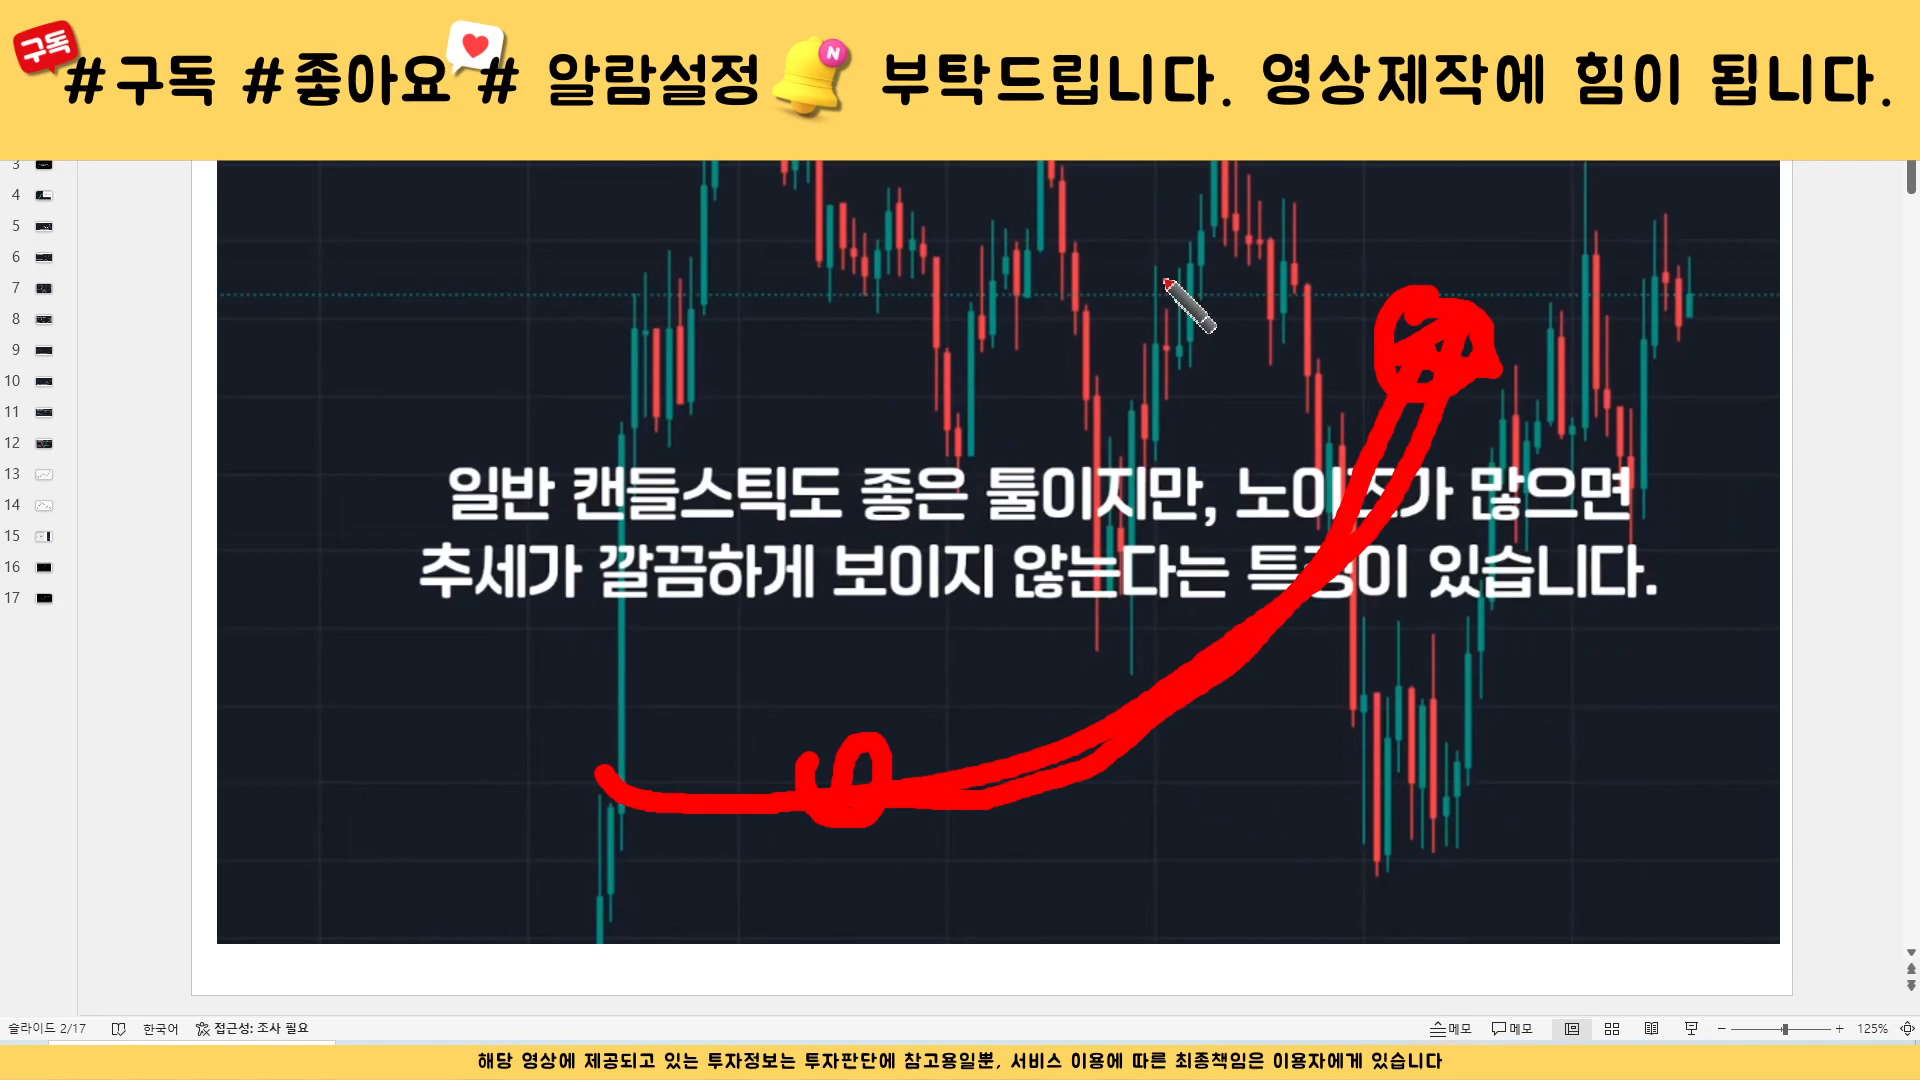 구독
#구독 #좋아요 # 알람설정 N 부탁드립니다. 영상제작에 힘이 됩니다.
3
4
5
6
7
8
9
10
11
12
13
14
15
16
17
일반 캔들스틱도 좋은 툴이지만, 노이즈가 많으면
추세가 깔끔하게 보이지 않는다는 특징이 있습니다.
슬라이드 2/17 한국어 접근성: 조사 필요 메모 메모 125%
해당 영상에 제공되고 있는 투자정보는 투자판단에 참고용일뿐, 서비스 이용에 따른 최종책임은 이용자에게 있습니다